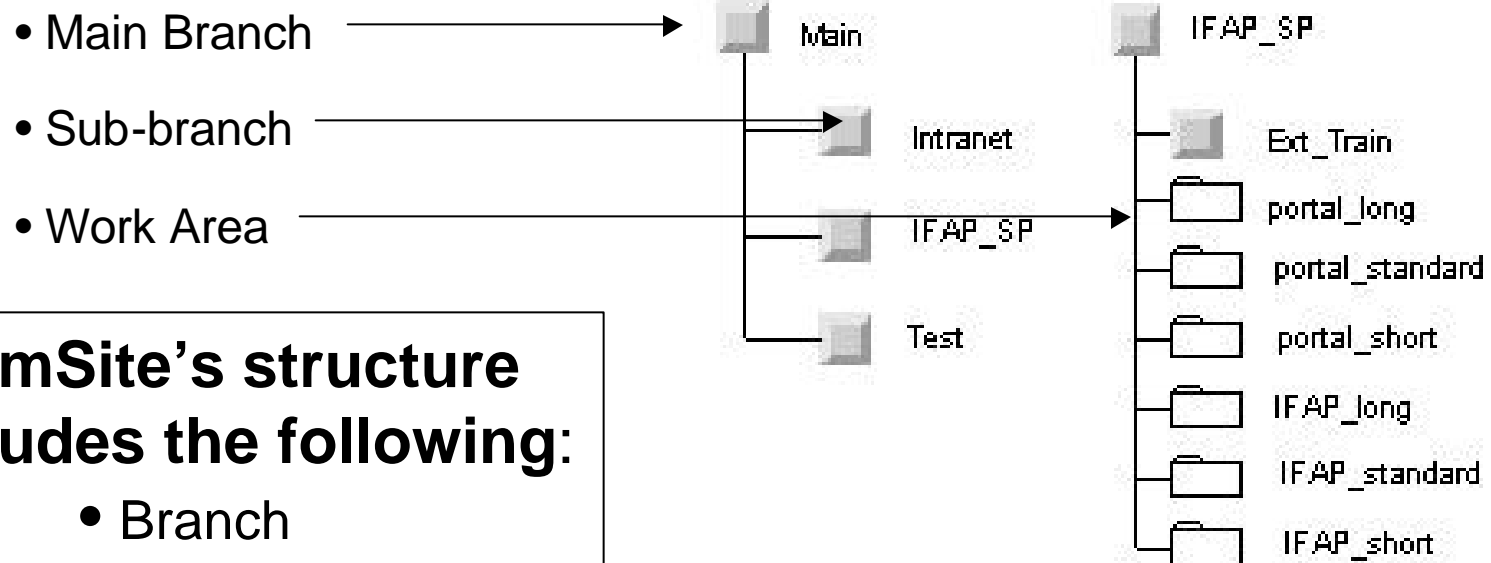 • Main Branch
• Sub-branch
• Work Area
mSite’s structure
udes the following:
• Branch
Main
Intranet
IFAP_SP
Test
IFAP_SP
Ext_Train
portal_long
portal_standard
portal_short
IFAP_long
IFAP_standard
IFAP_short